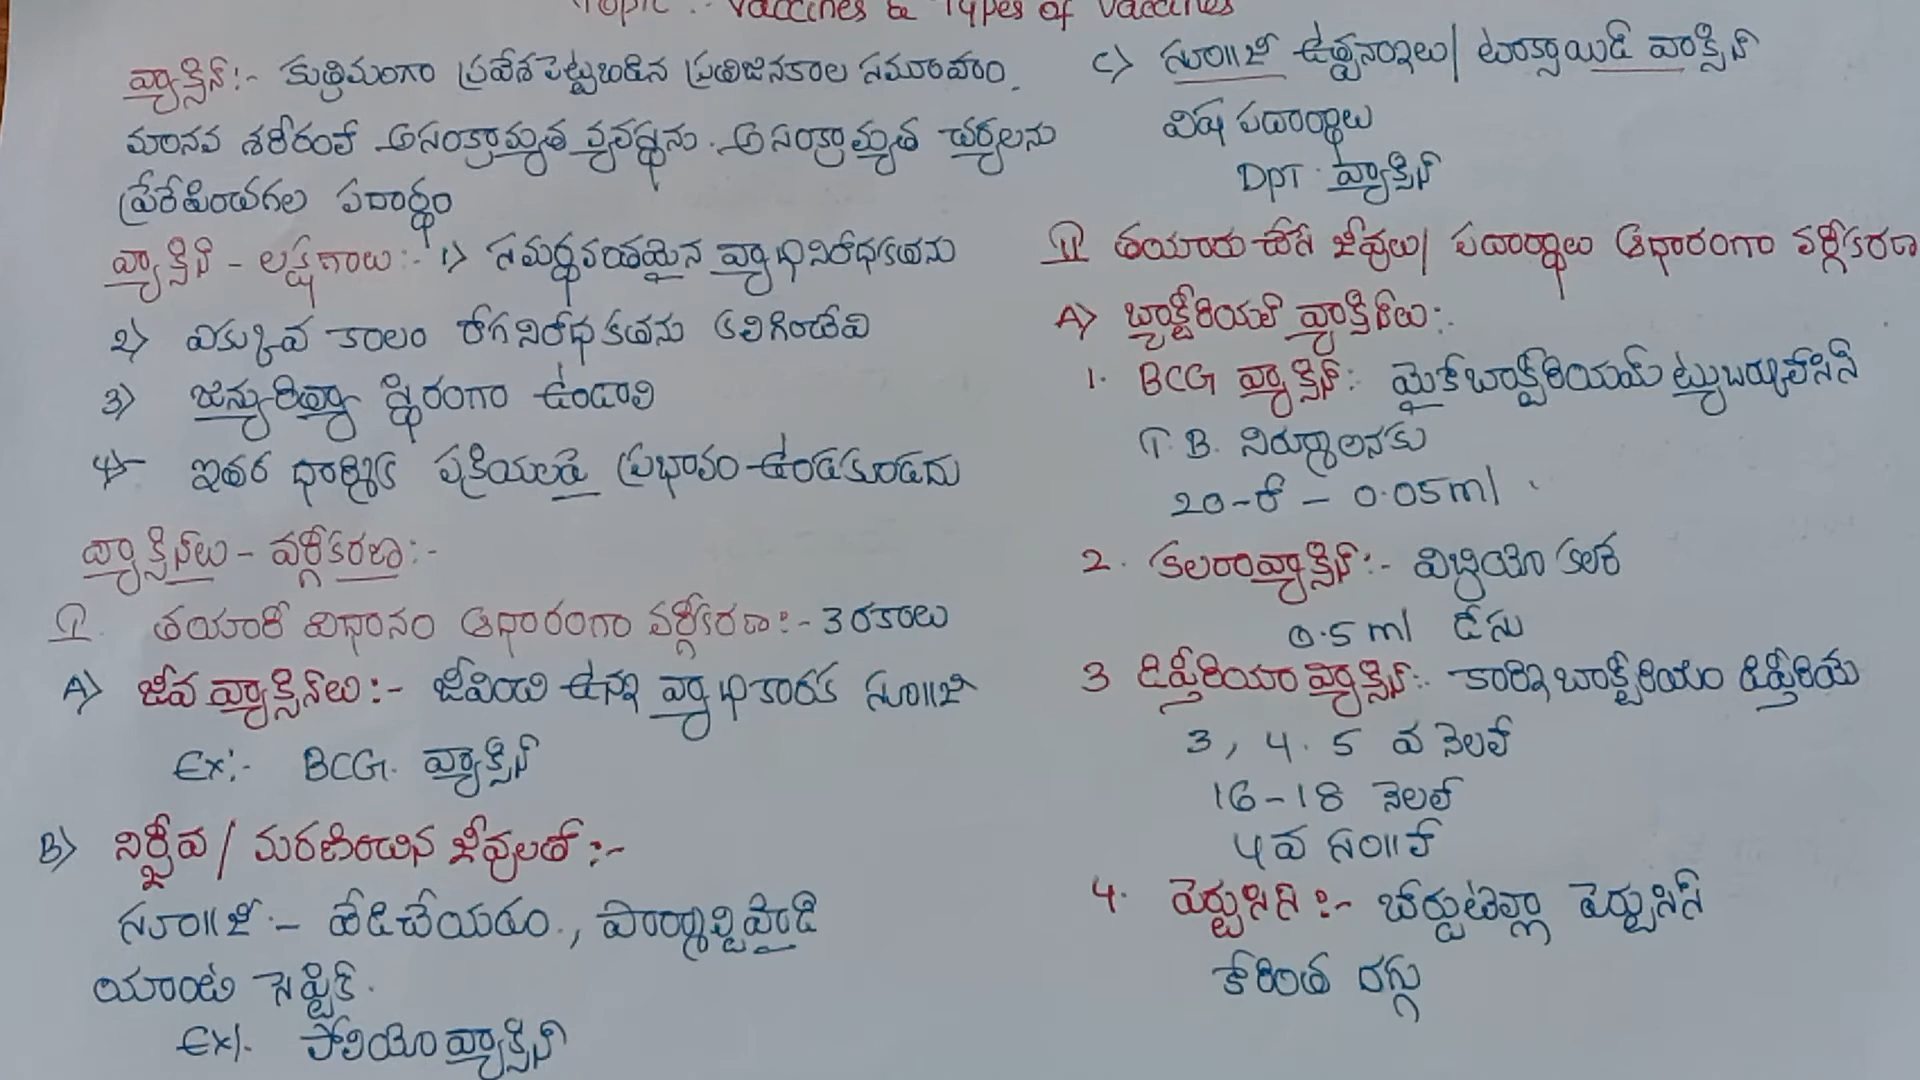 Topic :- Vaccines & Types of Vaccines
వ్యాక్సిన్ :- కృత్రిమంగా ప్రవేశపెట్టబడిన ప్రతిజనకాల సమూహం.
మానవ శరీరంలో అసంక్రామ్యత వ్యవస్థను. అసంక్రామ్యత చర్యలను
ప్రేరేపించగల పదార్థం
వ్యాక్సిన్ - లక్షణాలు :- 1) సమర్థవంతమైన వ్యాధినిరోధకతను
2) ఎక్కువ కాలం రోగనిరోధకతను కలిగించేవి
3) జన్యురిత్యా స్థిరంగా ఉండాలి
4) ఇతర ధార్మిక ప్రక్రియలపై ప్రభావం ఉండకుండదు
వ్యాక్సిన్‌లు - వర్గీకరణ :-
I. తయారీ విధానం ఆధారంగా వర్గీకరణ :- 3 రకాలు
A) జీవ వ్యాక్సిన్‌లు :- జీవించి ఉన్న వ్యాధికారక సూ॥జీ
Ex :- BCG. వ్యాక్సిన్
B) నిర్జీవ / మరణించిన జీవులతో :-
సూ॥జీ :- వేడిచేయడం., ఫార్మాల్డిహైడ్
యాంటి సెప్టిక్.
Ex/. పోలియో వ్యాక్సిన్
C) సూ॥జీ ఉత్పన్నాలు / టాక్సాయిడ్ వాక్సిన్
విష పదార్థాలు
DPT వ్యాక్సిన్
II తయారు చేసే జీవులు / పదార్థాలు ఆధారంగా వర్గీకరణ
A) బ్యాక్టీరియల్ వ్యాక్సిన్‌లు :-
1. BCG వ్యాక్సిన్ : మైకోబాక్టీరియమ్ ట్యుబర్కులోసిస్
T.B. నిర్మూలనకు
20-రో - 0.05ml
2. కలరావ్యాక్సిన్ :- విబ్రియో కలరె
0.5 ml డోసు
3 డిఫ్తీరియా వ్యాక్సిన్ :- కారినిబాక్టీరియం డిఫ్తీరియ
3, 4. 5 వ నెలలో
16-18 నెలలో
4వ సం॥లో
4. పెర్టుసిస్ :- బోర్డుటెల్లా పెర్టుసిస్
కోరింత దగ్గు